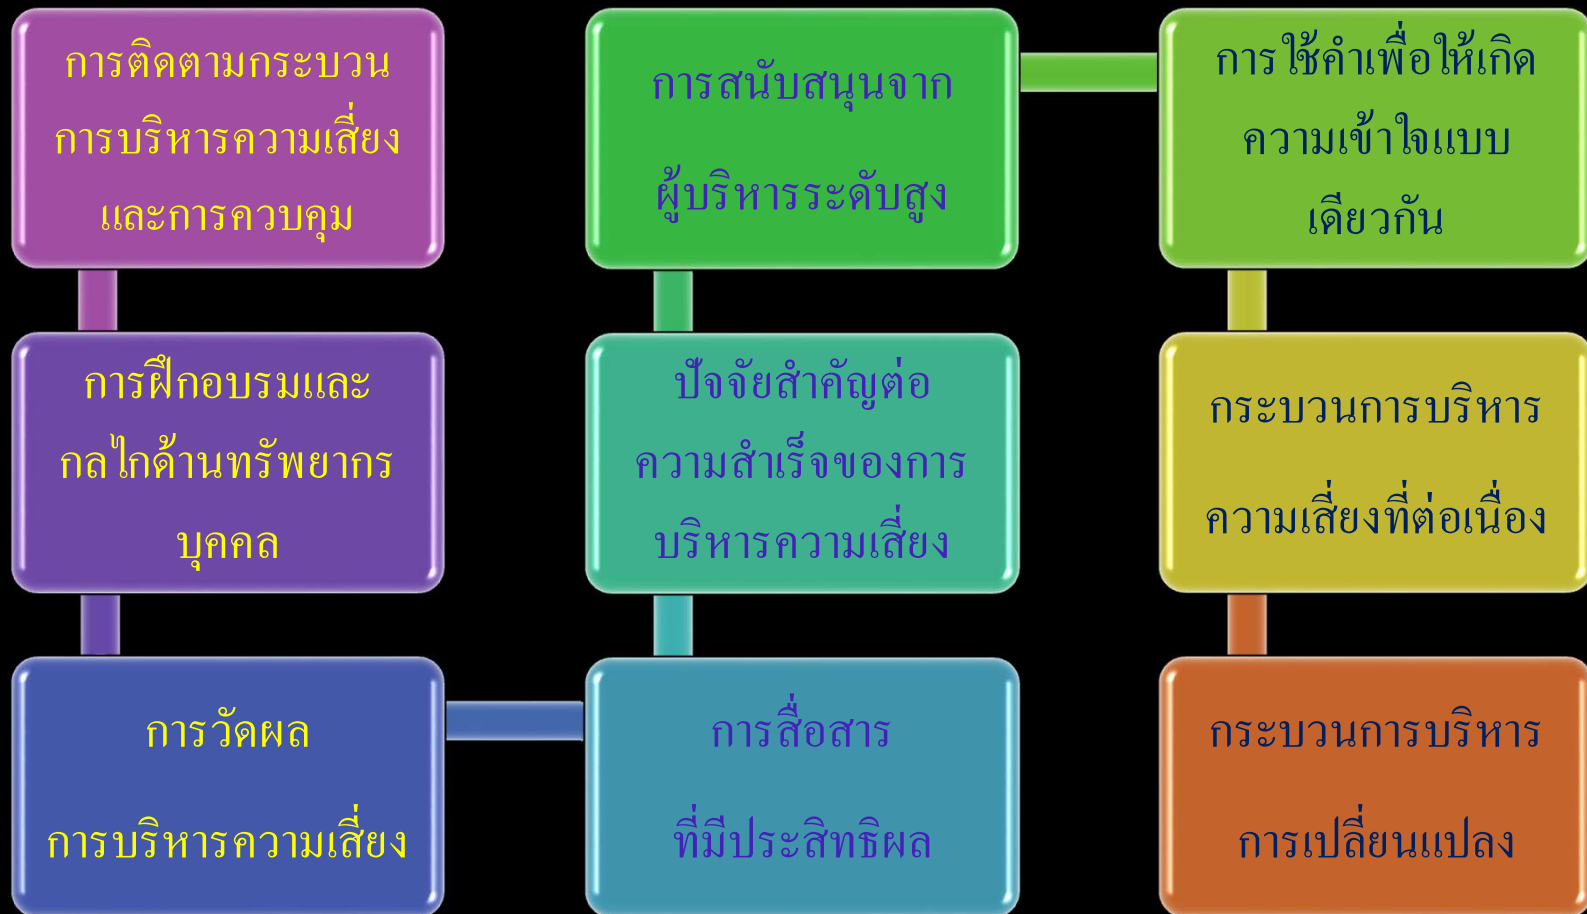 การติดตามกระบวน
การบริหารความเสี่ยง
และการควบคุม
การฝึกอบรมและ
กลไกด้านทรัพยากร
บุคคล
การวัดผล
การบริหารความเสี่ยง
การสนับสนุนจาก
ผู้บริหารระดับสูง
ปัจจัยสำคัญต่อ
ความสำเร็จของการ
บริหารความเสี่ยง
การสื่อสาร
ที่มีประสิทธิผล
การใช้คำเพื่อให้เกิด
ความเข้าใจแบบ
เดียวกัน
กระบวนการบริหาร
ความเสี่ยงที่ต่อเนื่อง
กระบวนการบริหาร
การเปลี่ยนแปลง